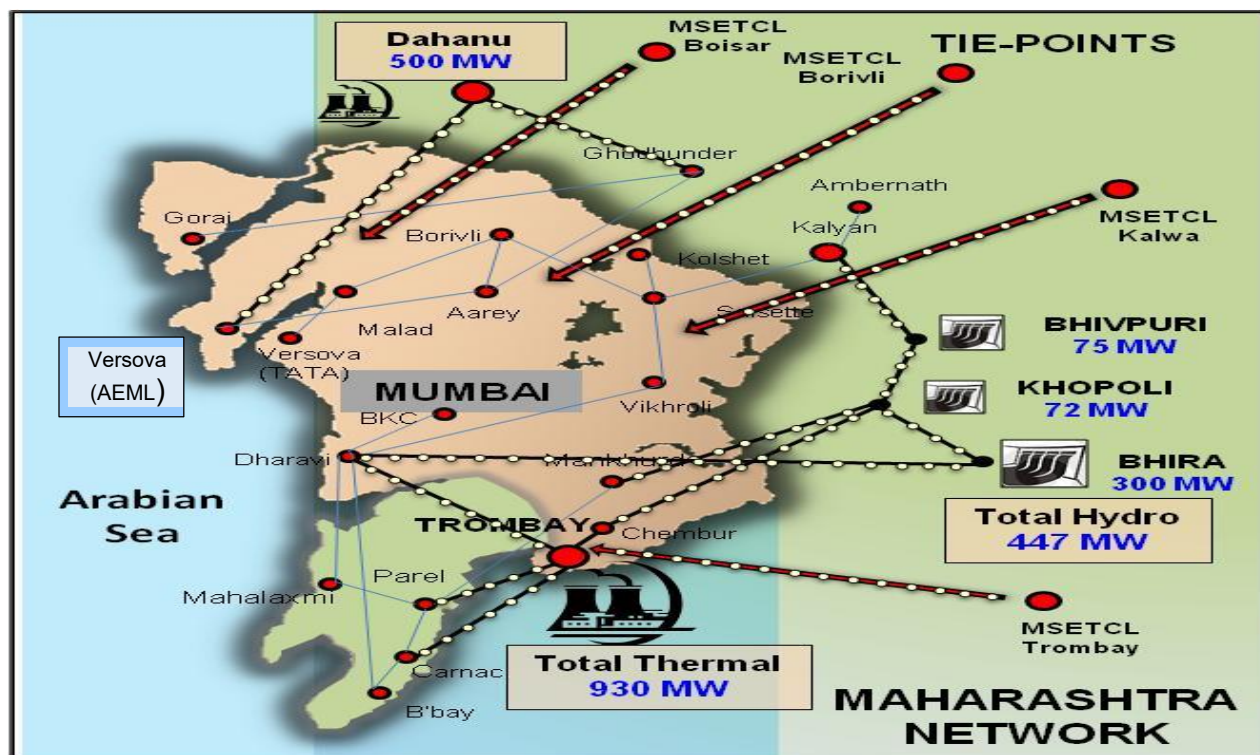 Dahanu
500 MW
MSETCL
Boisar
MSETCL
Borivli
TIE-POINTS
Ghodhunder
Ambernath
Gorai
Borivli
Kalyan
MSETCL
Kalwa
Kolshet
Salsette
Malad
Aarey
Versova
(TATA)
Versova
(AEML)
MUMBAI
BKC
Vikhroli
BHIVPURI
75 MW
KHOPOLI
72 MW
Dharavi
Mankhurd
BHIRA
300 MW
Arabian
Sea
TROMBAY
Chembur
Total Hydro
447 MW
Parel
Mahalaxmi
MSETCL
Trombay
Carnac
Total Thermal
930 MW
B'bay
MAHARASHTRA
NETWORK